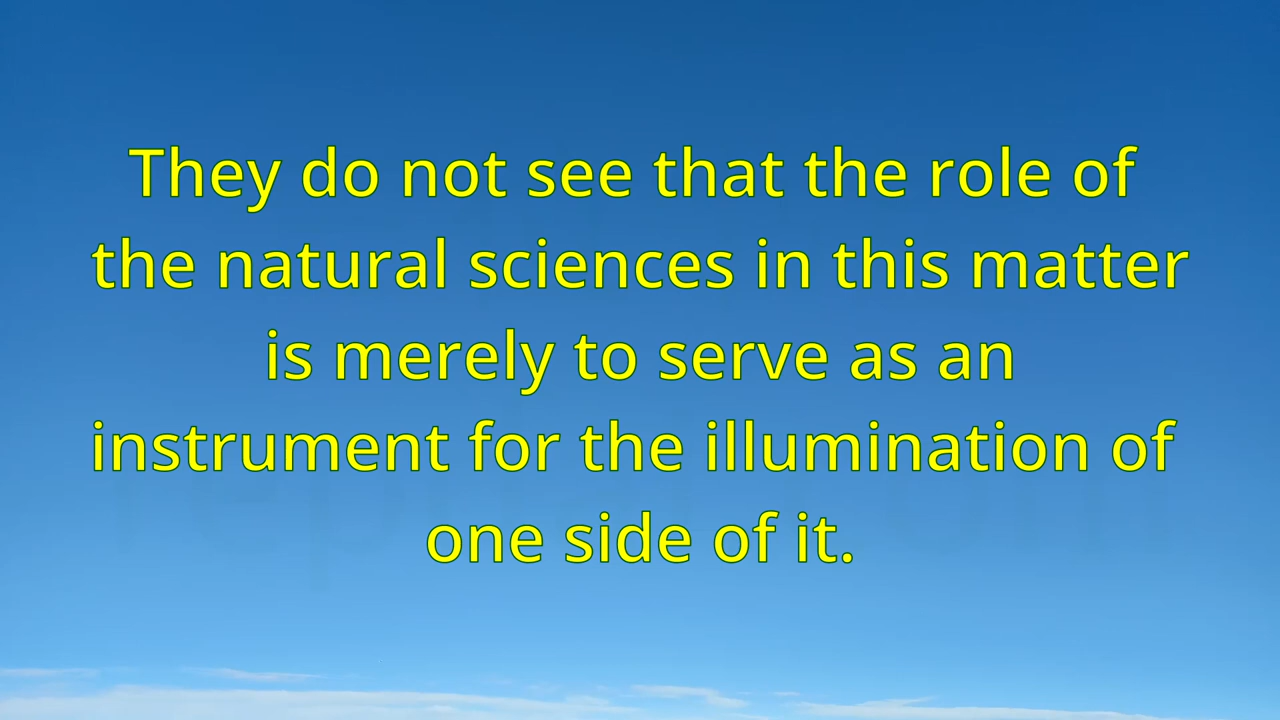 They do not see that the role of
the natural sciences in this matter
is merely to serve as an
instrument for the illumination of
one side of it.